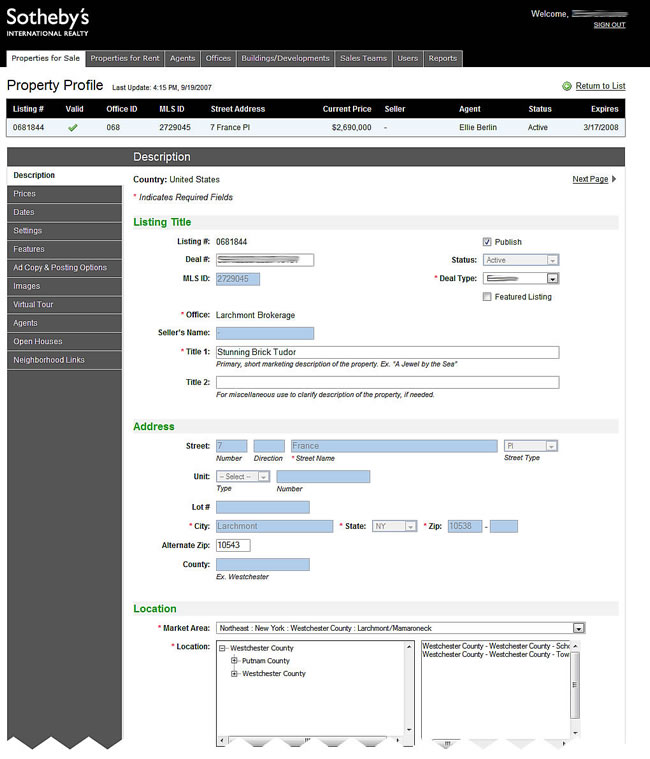 Sotheby's
INTERNATIONAL REALTY
Welcome,
SIGN OUT
Properties for Sale Properties for Rent Agents Offices Buildings/Developments Sales Teams Users Reports
Property Profile Last Update: 4:15 PM, 9/19/2007 Return to List
Listing # Valid Office ID MLS ID Street Address Current Price Seller Agent Status Expires
0681844 068 2729045 7 France Pl $2,690,000 - Ellie Berlin Active 3/17/2008
Description
Prices
Dates
Settings
Features
Ad Copy & Posting Options
Images
Virtual Tour
Agents
Open Houses
Neighborhood Links
Description
Country: United States Next Page
* Indicates Required Fields
Listing Title
Listing #: 0681844 Publish
Deal #: Status: Active
MLS ID: 2729045 * Deal Type:
Featured Listing
* Office: Larchmont Brokerage
Seller's Name: -
* Title 1: Stunning Brick Tudor
Primary, short marketing description of the property. Ex. "A Jewel by the Sea"
Title 2:
For miscellaneous use to clarify description of the property, if needed.
Address
Street: 7 France Pl
Number Direction * Street Name Street Type
Unit: -- Select --
Type Number
Lot #
* City: Larchmont * State: NY * Zip: 10538 -
Alternate Zip: 10543
County:
Ex. Westchester
Location
* Market Area: Northeast : New York : Westchester County : Larchmont/Mamaroneck
* Location: Westchester County
Putnam County
Westchester County
Westchester County - Westchester County - Scho
Westchester County - Westchester County - Tow